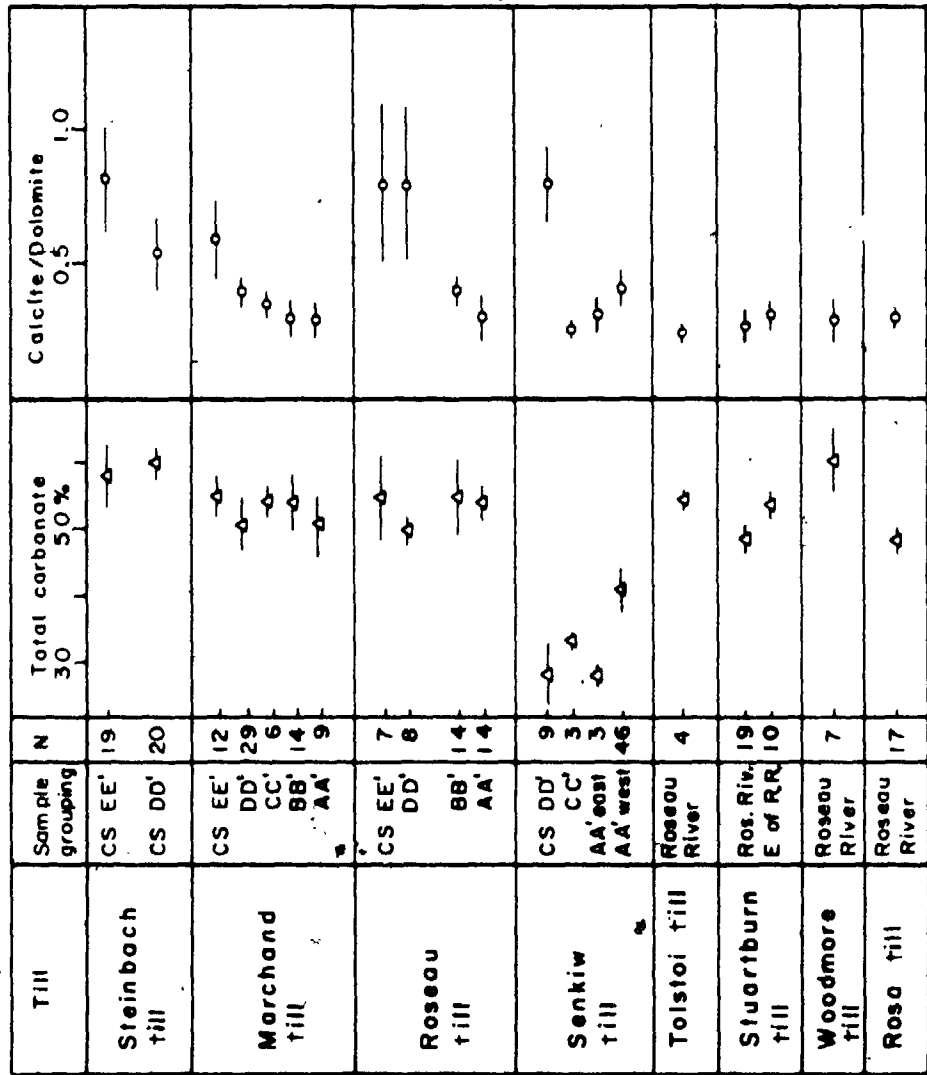 Till Sample grouping N Total carbonate Calcite/Dolomite
30 50% 0.5 1.0
Steinbach till
CS EE' 19
CS DD' 20
Marchand till
CS EE' 12
DD' 29
CC' 6
BB' 14
AA' 9
Roseau till
CS EE' 7
DD' 8
BB' 14
AA' 14
Senkiw till
CS DD' 9
CC' 3
AA' east 3
AA' west 46
Tolstoi till
Roseau River 4
Stuartburn till
Ros. Riv. 19
E of R.R. 10
Woodmore till
Roseau River 7
Rosa till
Roseau River 17